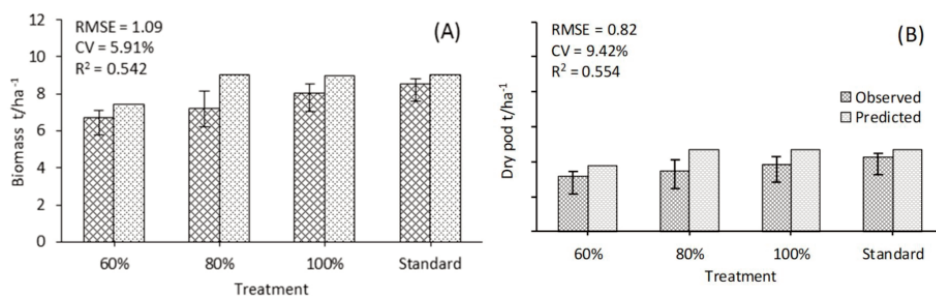 12
10
8
6
4
2
0
Biomass t/ha⁻¹
RMSE = 1.09
CV = 5.91%
R² = 0.542
(A)
60% 80% 100% Standard
Treatment
Dry pod t/ha⁻¹
RMSE = 0.82
CV = 9.42%
R² = 0.554
(B)
Observed
Predicted
60% 80% 100% Standard
Treatment